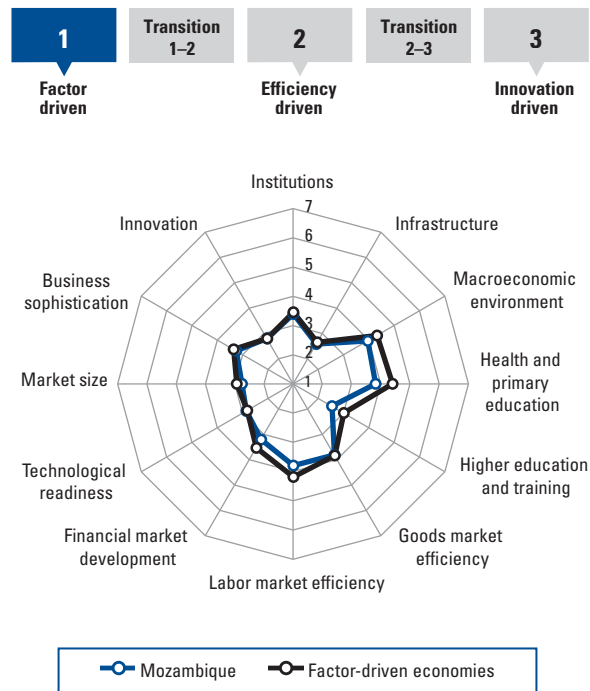 1
Transition
1–2
2
Transition
2–3
3
Factor
driven
Efficiency
driven
Innovation
driven
Institutions
Infrastructure
Macroeconomic
environment
Health and
primary
education
Higher education
and training
Goods market
efficiency
Labor market efficiency
Financial market
development
Technological
readiness
Market size
Business
sophistication
Innovation
7
6
5
4
3
2
1
Mozambique
Factor-driven economies